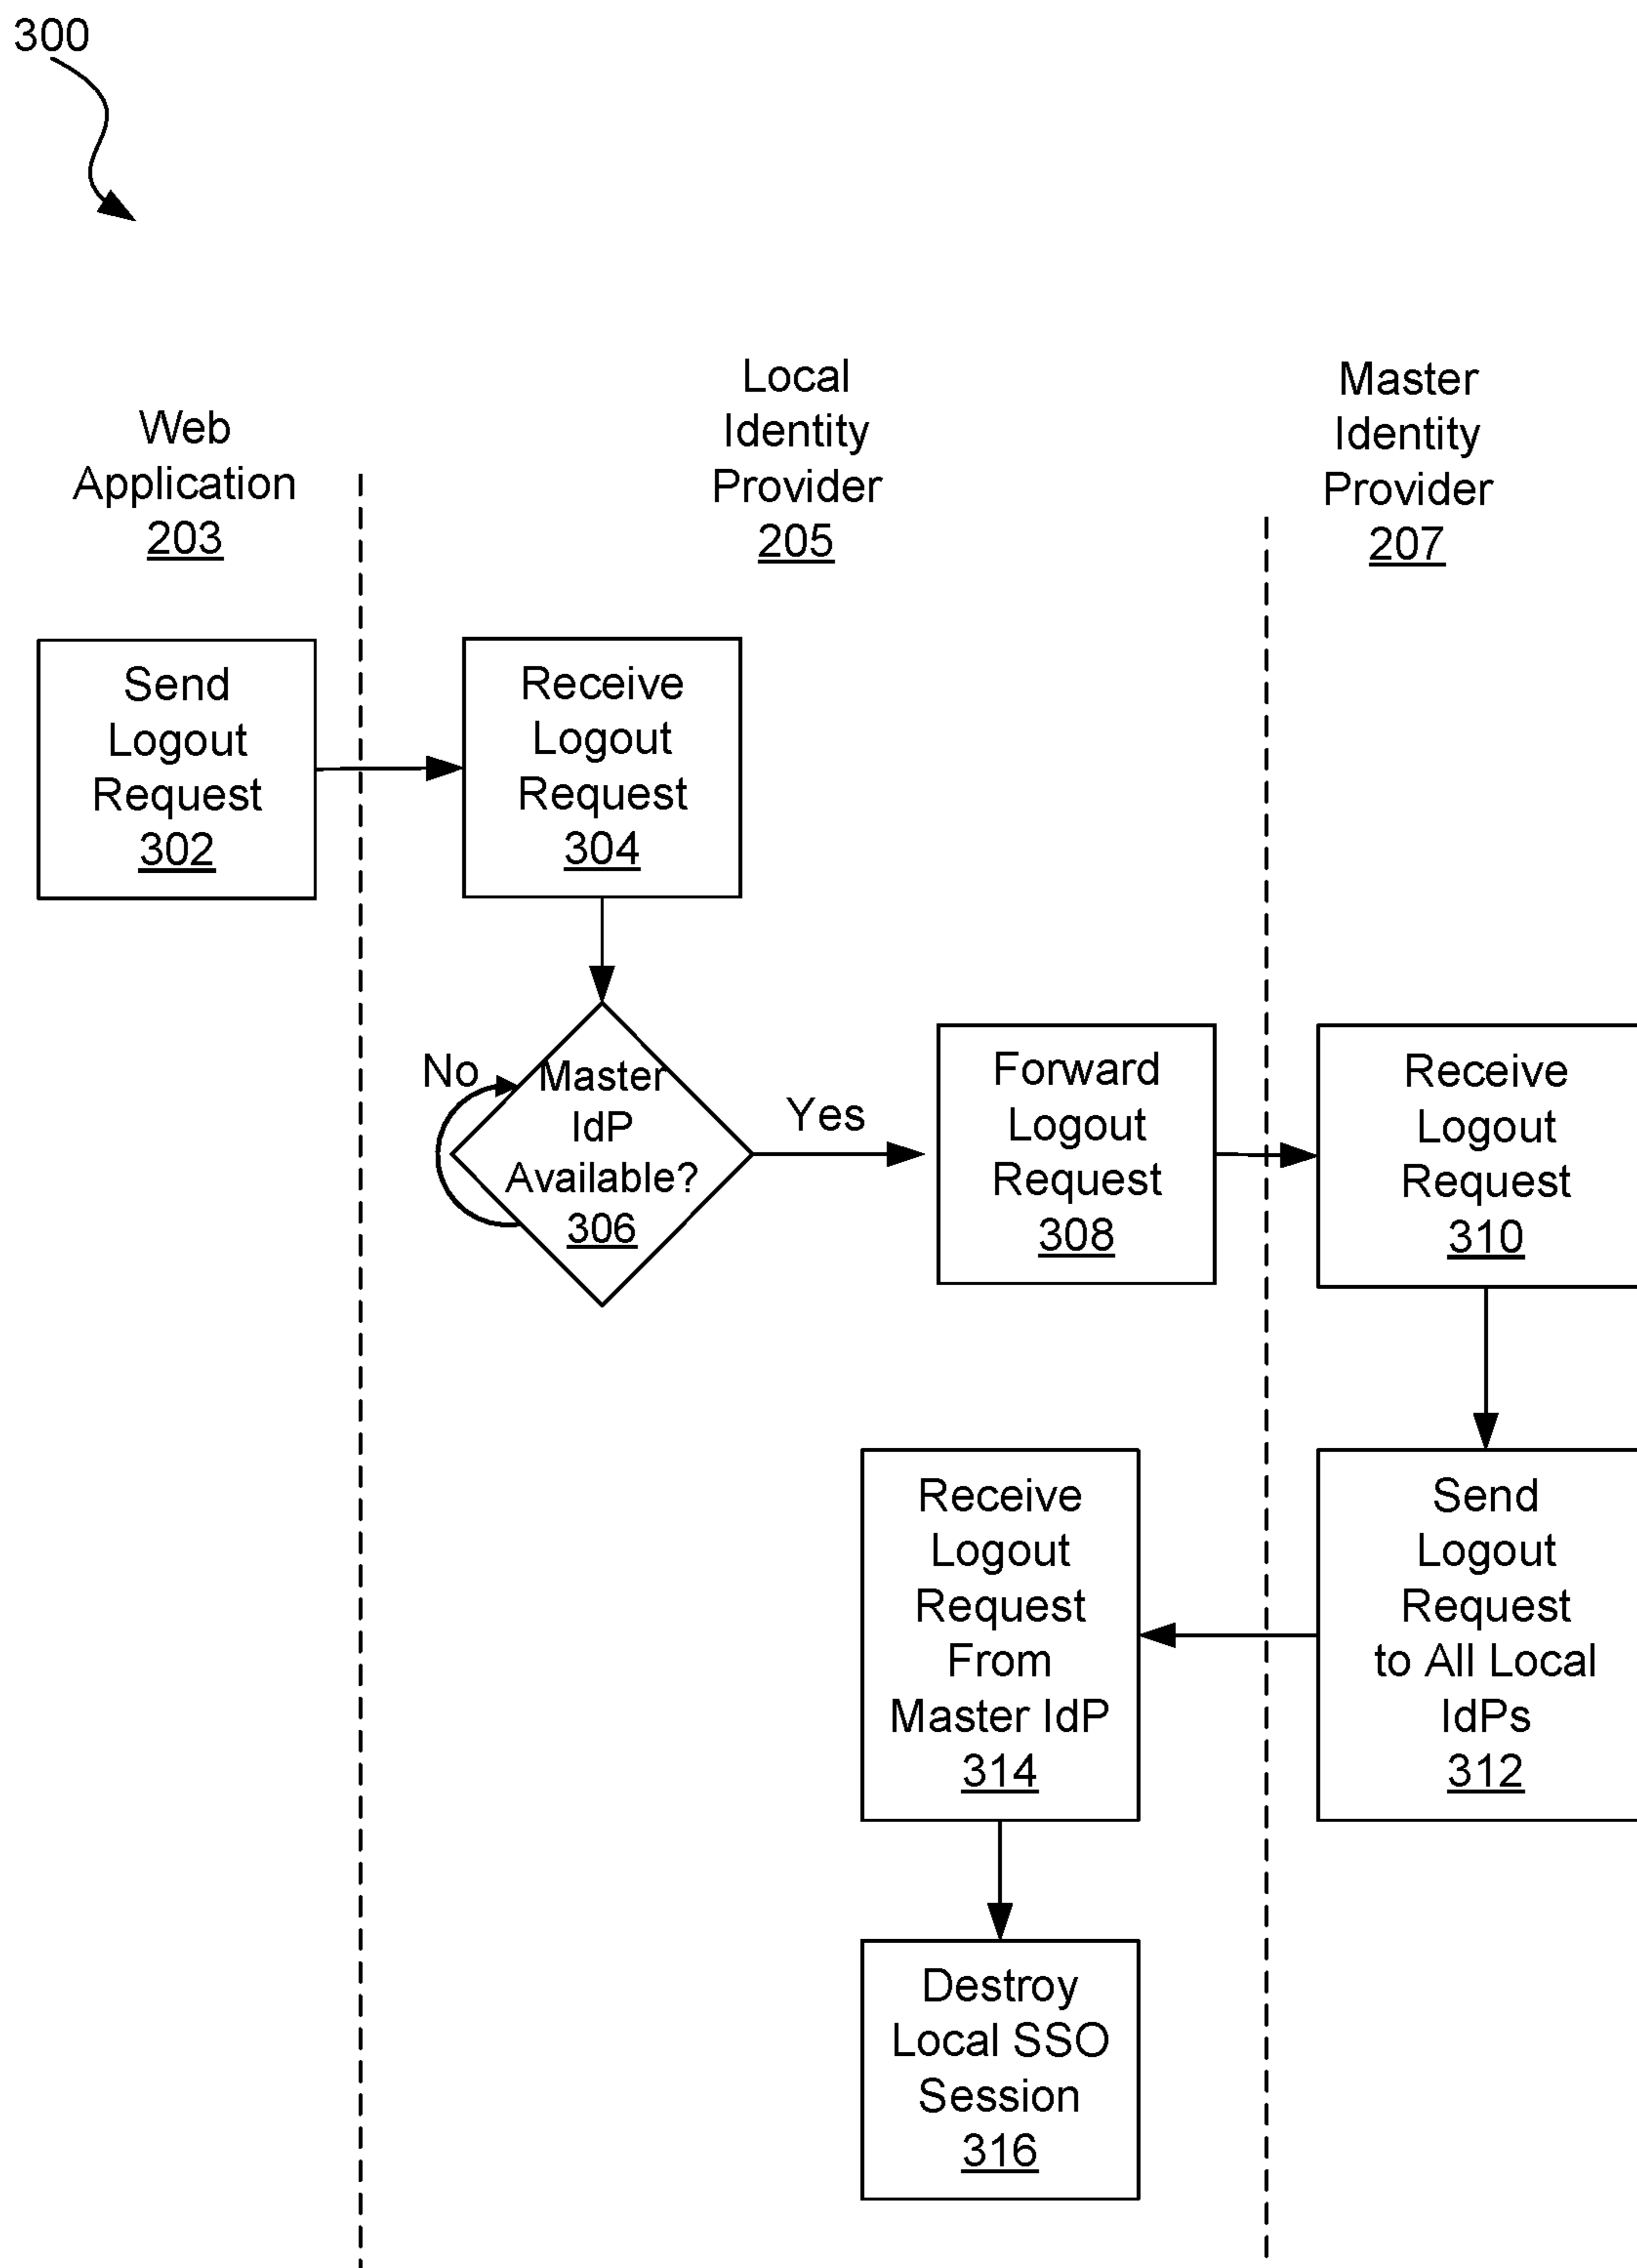 300
Web
Application
203
Local
Identity
Provider
205
Master
Identity
Provider
207
Send
Logout
Request
302
Receive
Logout
Request
304
No
Master
IdP
Available?
306
Yes
Forward
Logout
Request
308
Receive
Logout
Request
310
Send
Logout
Request
to All Local
IdPs
312
Receive
Logout
Request
From
Master IdP
314
Destroy
Local SSO
Session
316